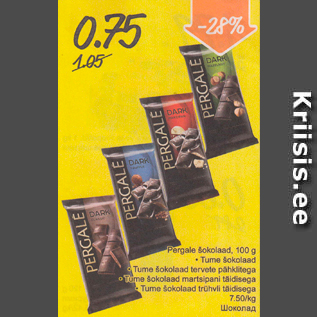 0.75
1.05
-28%
DARK
PERGALE
DARK
PERGALE
DARK
PERGALE
DARK
PERGALE
Pergale šokolaad, 100 g
• Tume šokolaad
• Tume šokolaad tervete pähklitega
• Tume šokolaad martsipani täidisega
• Tume šokolaad trühvli täidisega
7.50/kg
Шоколад
Kriisis.ee